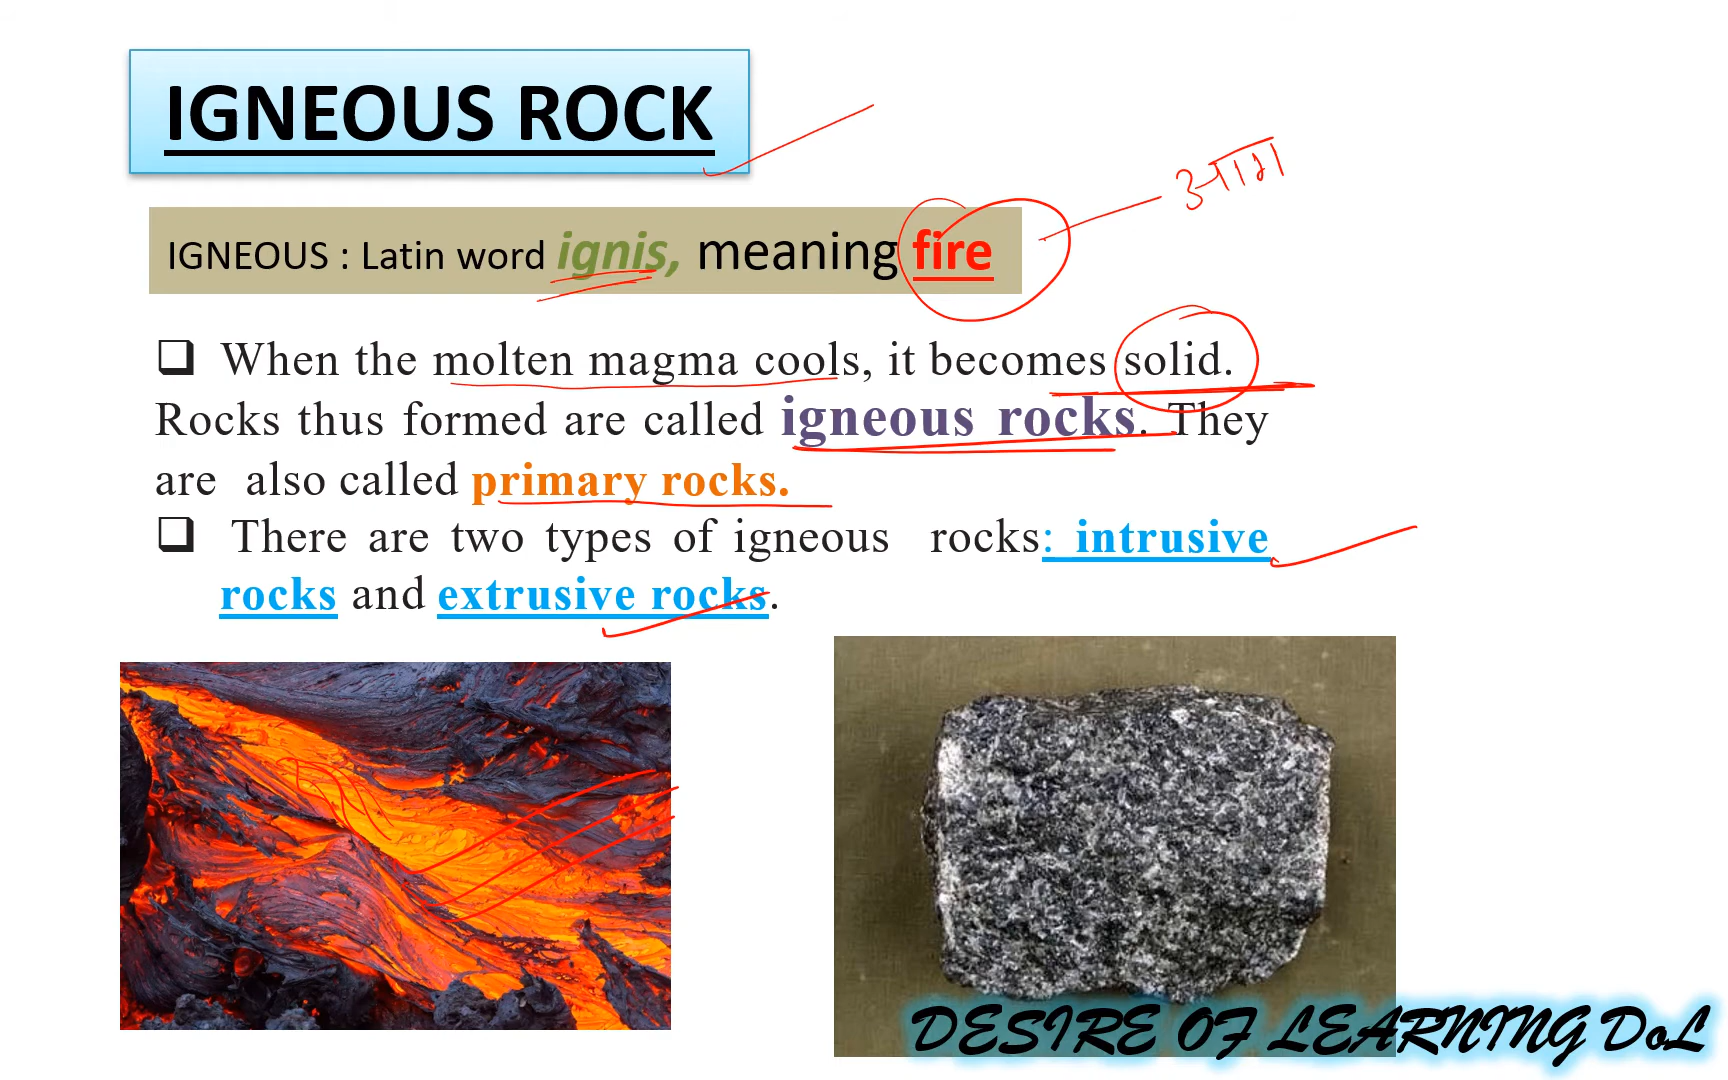 IGNEOUS ROCK
IGNEOUS : Latin word ignis, meaning fire
❑ When the molten magma cools, it becomes solid.
Rocks thus formed are called igneous rocks. They
are also called primary rocks.
❑ There are two types of igneous rocks: intrusive
rocks and extrusive rocks.
DESIRE OF LEARNING DoL